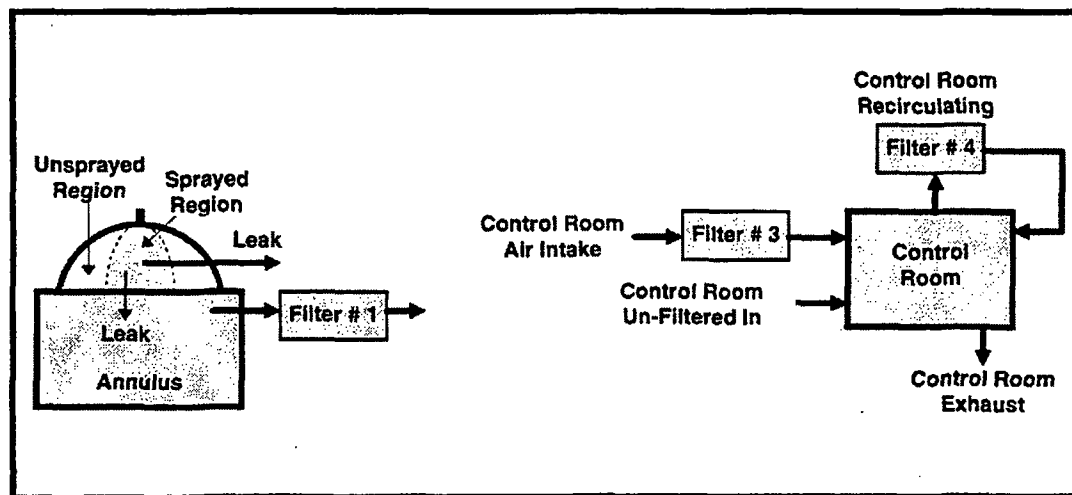 Unsprayed
Region
Sprayed
Region
Leak
Leak
Annulus
Filter # 1
Control Room
Recirculating
Filter # 4
Control Room
Air Intake
Filter # 3
Control
Room
Control Room
Un-Filtered In
Control Room
Exhaust